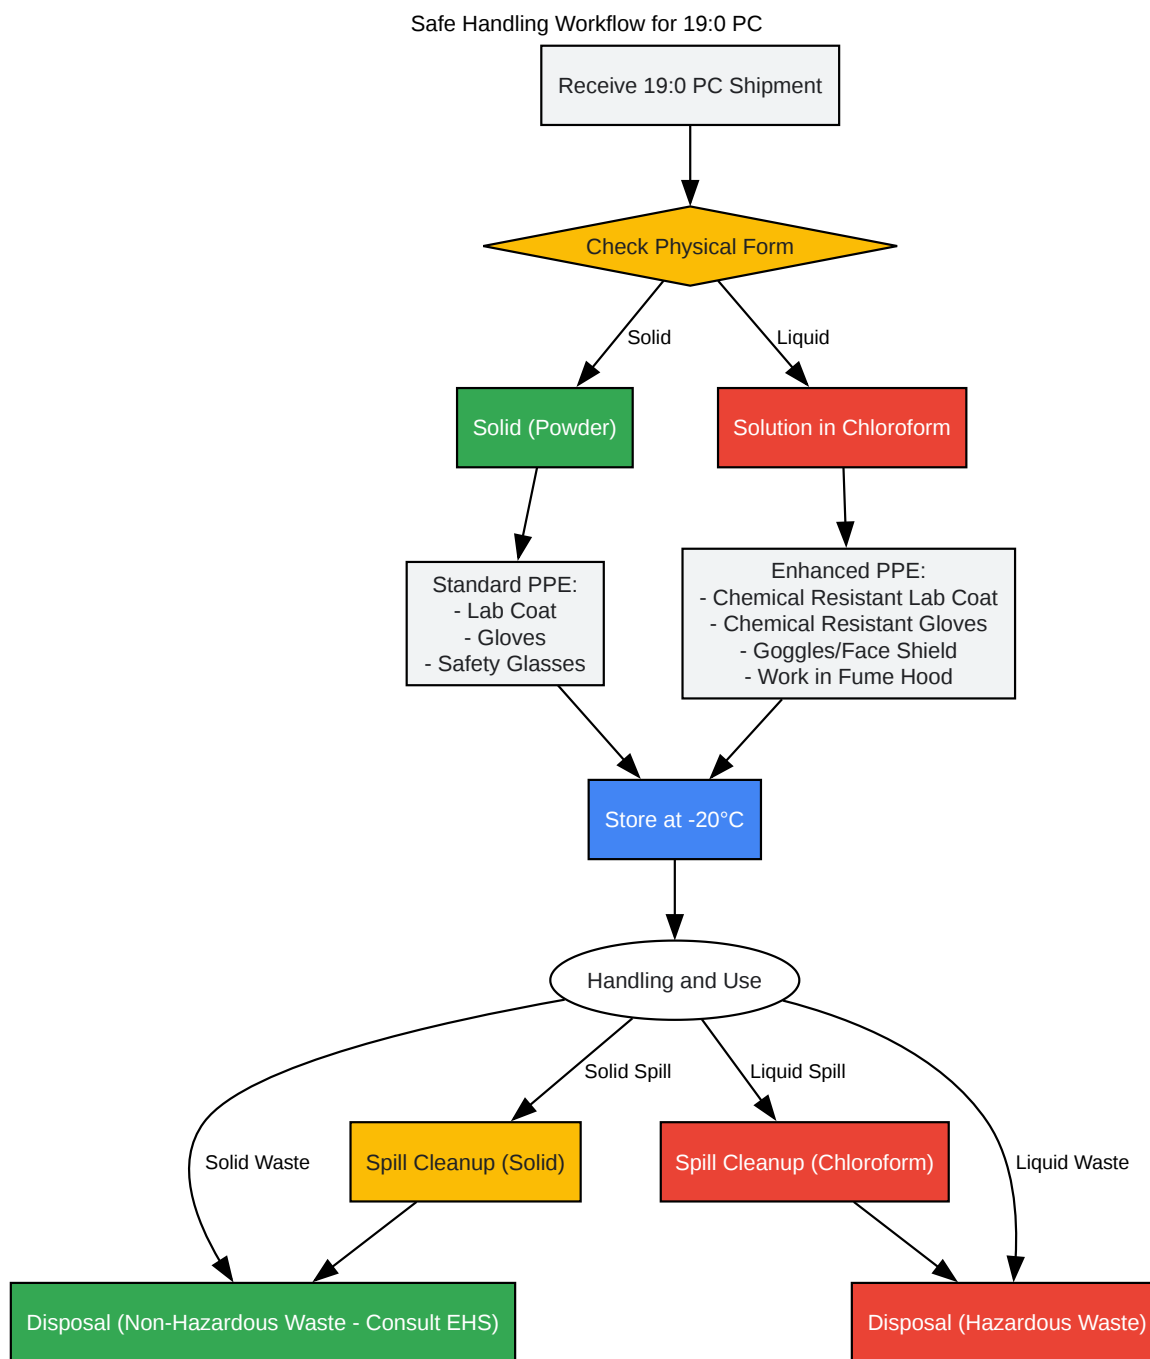 Safe Handling Workflow for 19:0 PC
Receive 19:0 PC Shipment
Check Physical Form
Solid
Liquid
Solid (Powder)
Solution in Chloroform
Standard PPE:
- Lab Coat
- Gloves
- Safety Glasses
Enhanced PPE:
- Chemical Resistant Lab Coat
- Chemical Resistant Gloves
- Goggles/Face Shield
- Work in Fume Hood
Store at -20°C
Handling and Use
Solid Spill
Liquid Spill
Solid Waste
Spill Cleanup (Solid)
Spill Cleanup (Chloroform)
Liquid Waste
Disposal (Non-Hazardous Waste - Consult EHS)
Disposal (Hazardous Waste)